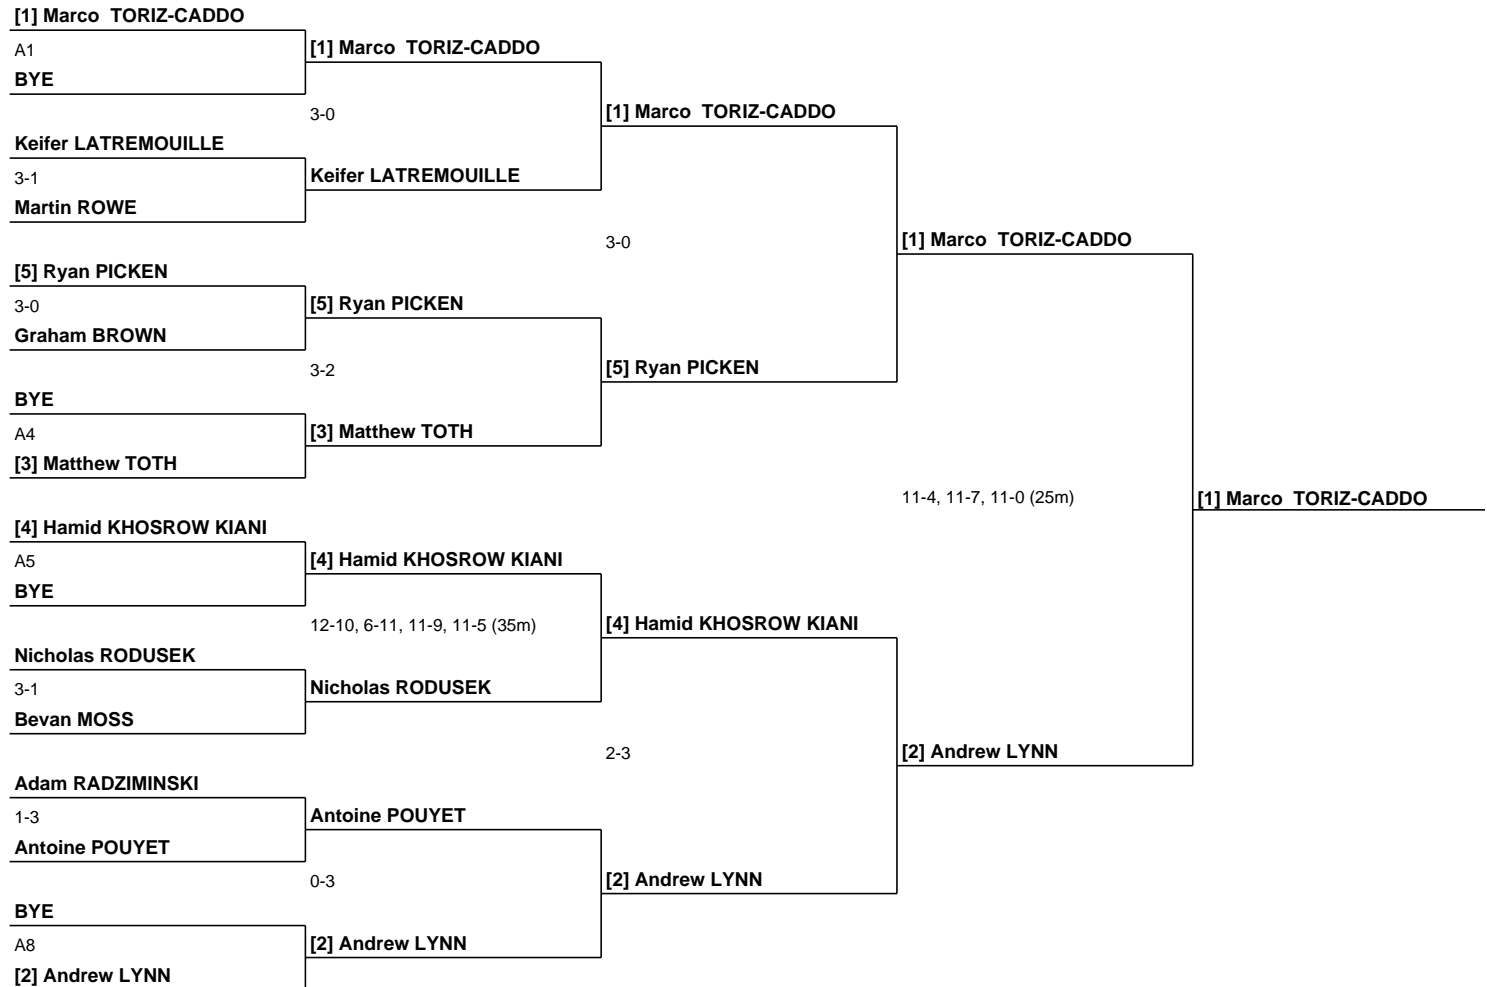 [1] Marco  TORIZ-CADDO
A1
BYE
Keifer LATREMOUILLE
3-1
Martin ROWE
[5] Ryan PICKEN
3-0
Graham BROWN
BYE
A4
[3] Matthew TOTH
[4] Hamid KHOSROW KIANI
A5
BYE
Nicholas RODUSEK
3-1
Bevan MOSS
Adam RADZIMINSKI
1-3
Antoine POUYET
BYE
A8
[2] Andrew LYNN
[1] Marco  TORIZ-CADDO
3-0
Keifer LATREMOUILLE
[5] Ryan PICKEN
3-2
[3] Matthew TOTH
[4] Hamid KHOSROW KIANI
12-10, 6-11, 11-9, 11-5 (35m)
Nicholas RODUSEK
Antoine POUYET
0-3
[2] Andrew LYNN
[1] Marco  TORIZ-CADDO
3-0
[5] Ryan PICKEN
[4] Hamid KHOSROW KIANI
2-3
[2] Andrew LYNN
[1] Marco  TORIZ-CADDO
11-4, 11-7, 11-0 (25m)
[2] Andrew LYNN
[1] Marco  TORIZ-CADDO